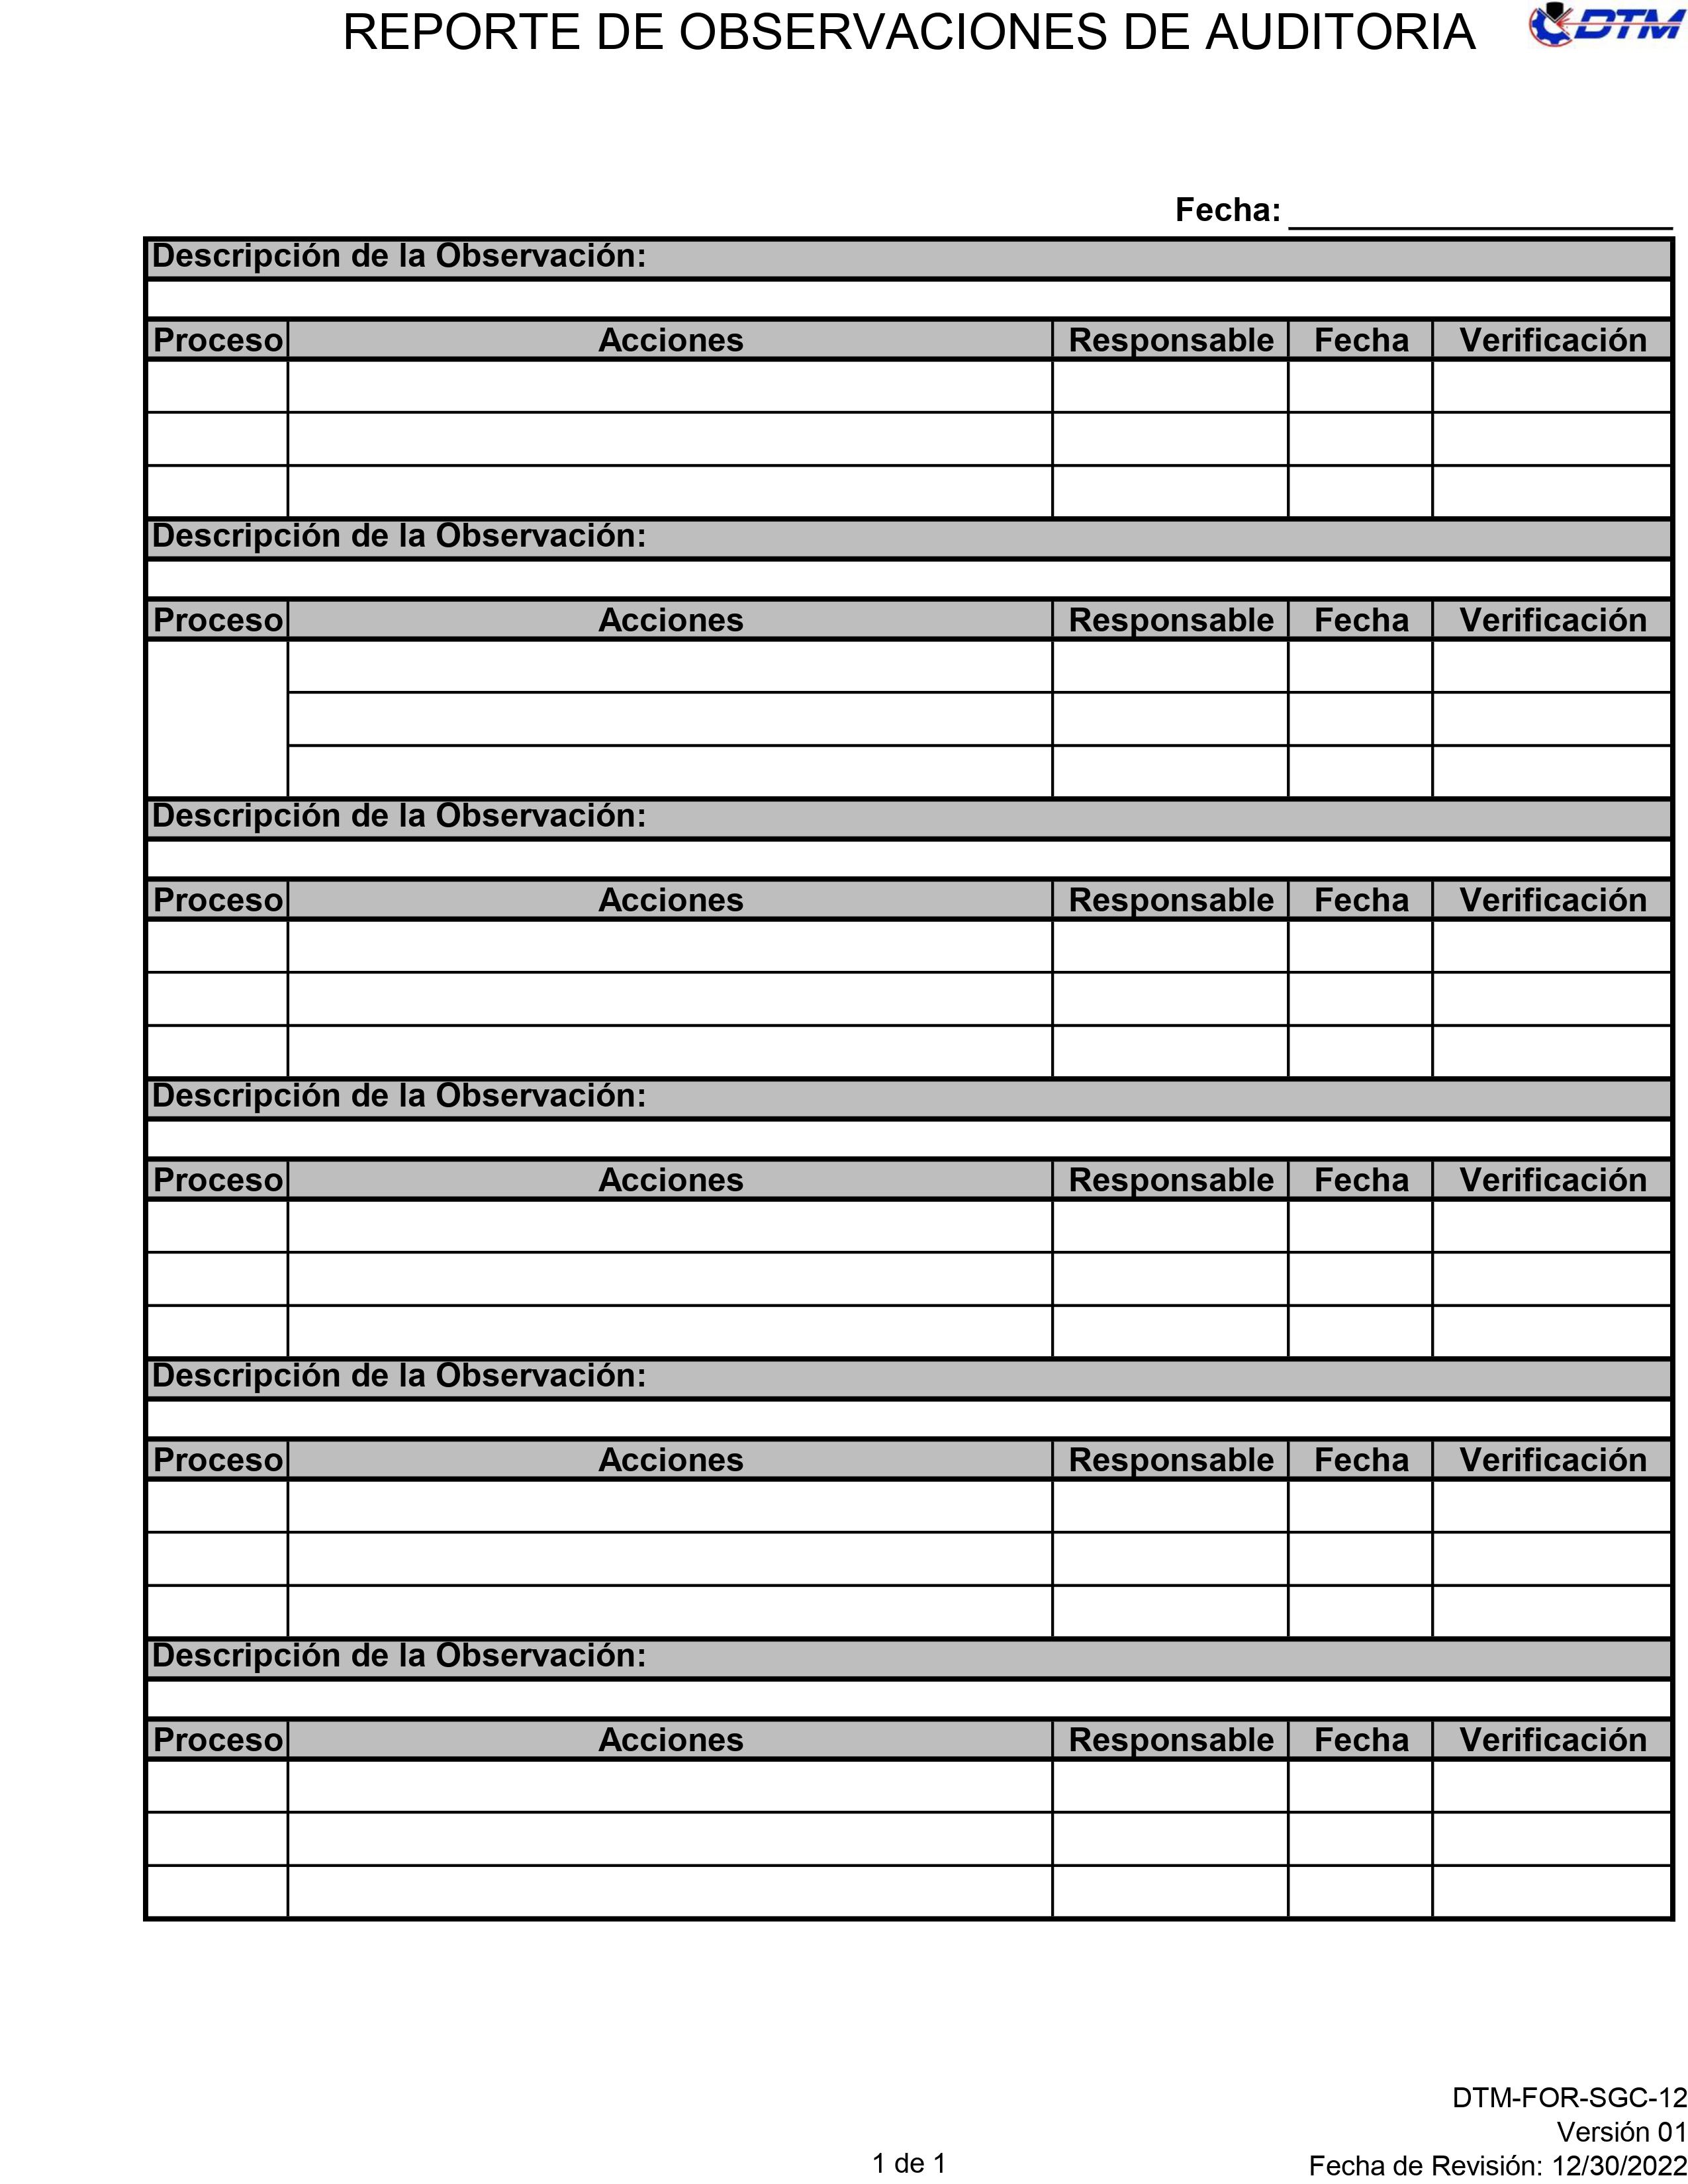 REPORTE DE OBSERVACIONES DE AUDITORIA DTM
Fecha:
Descripción de la Observación:
Proceso Acciones Responsable Fecha Verificación
Descripción de la Observación:
Proceso Acciones Responsable Fecha Verificación
Descripción de la Observación:
Proceso Acciones Responsable Fecha Verificación
Descripción de la Observación:
Proceso Acciones Responsable Fecha Verificación
Descripción de la Observación:
Proceso Acciones Responsable Fecha Verificación
Descripción de la Observación:
Proceso Acciones Responsable Fecha Verificación
DTM-FOR-SGC-12
Versión 01
1 de 1 Fecha de Revisión: 12/30/2022